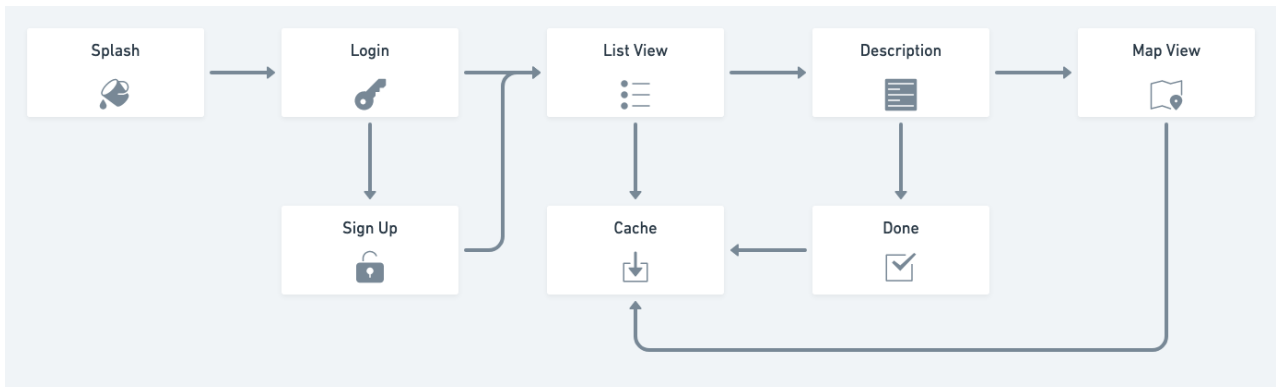 Splash
Login
List View
Description
Map View
Sign Up
Cache
Done